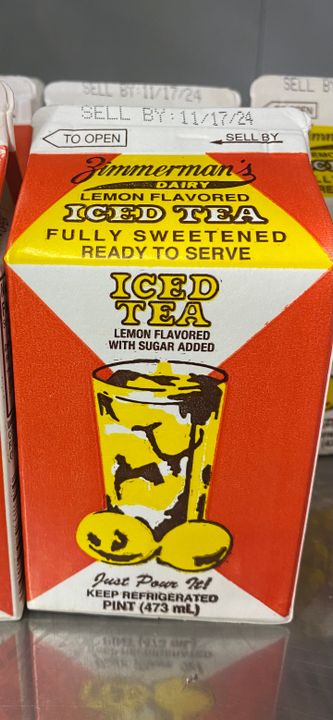 SELL BY:11/17/24
SELL BY
SELL BY:11/17/24
TO OPEN
SELL BY
Zimmerman's
DAIRY
LEMON FLAVORED
ICED TEA
FULLY SWEETENED
READY TO SERVE
ICED
TEA
LEMON FLAVORED
WITH SUGAR ADDED
Just Pour It!
KEEP REFRIGERATED
PINT (473 mL)